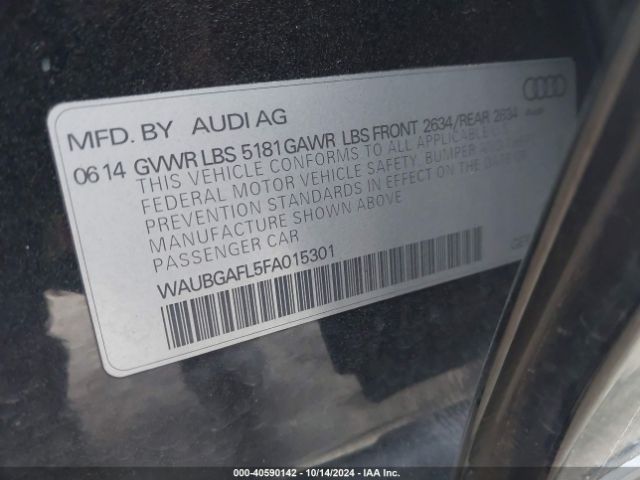 MFD. BY AUDI AG
06 14 GVWR LBS 5181 GAWR LBS FRONT 2634/REAR 2634
THIS VEHICLE CONFORMS TO ALL APPLICABLE
FEDERAL MOTOR VEHICLE SAFETY, BUMPER AND THEFT
PREVENTION STANDARDS IN EFFECT ON THE DATE OF
MANUFACTURE SHOWN ABOVE
PASSENGER CAR
WAUBGAFL5FA015301
000-40590142 - 10/14/2024 - IAA Inc.